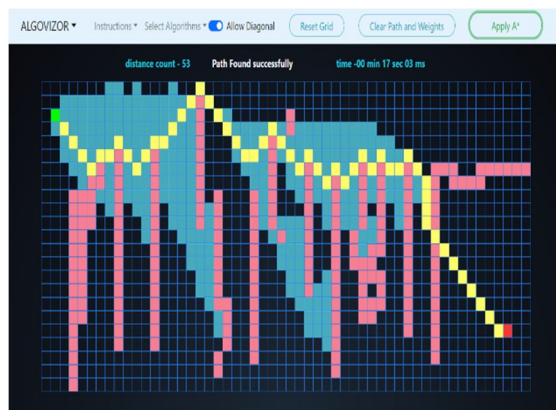 ALGOVIZOR Instructions Select Algorithms Allow Diagonal Reset Grid Clear Path and Weights Apply A*
distance count - 53 Path Found successfully time -00 min 17 sec 03 ms